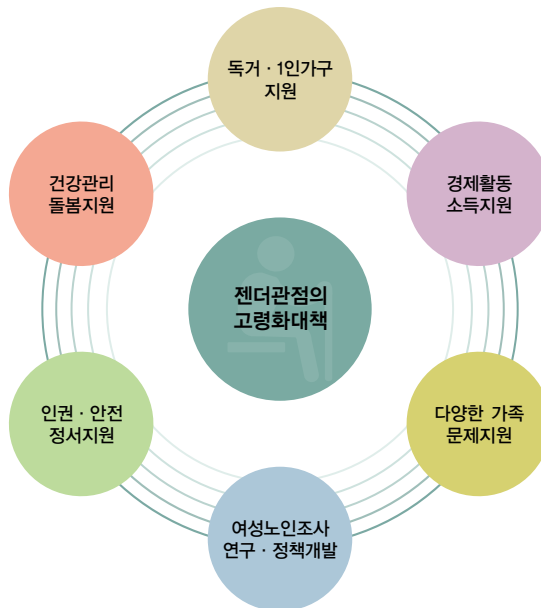 독거 · 1인가구
지원
건강관리
돌봄지원
경제활동
소득지원
젠더관점의
고령화대책
인권 · 안전
정서지원
다양한 가족
문제지원
여성노인조사
연구 · 정책개발